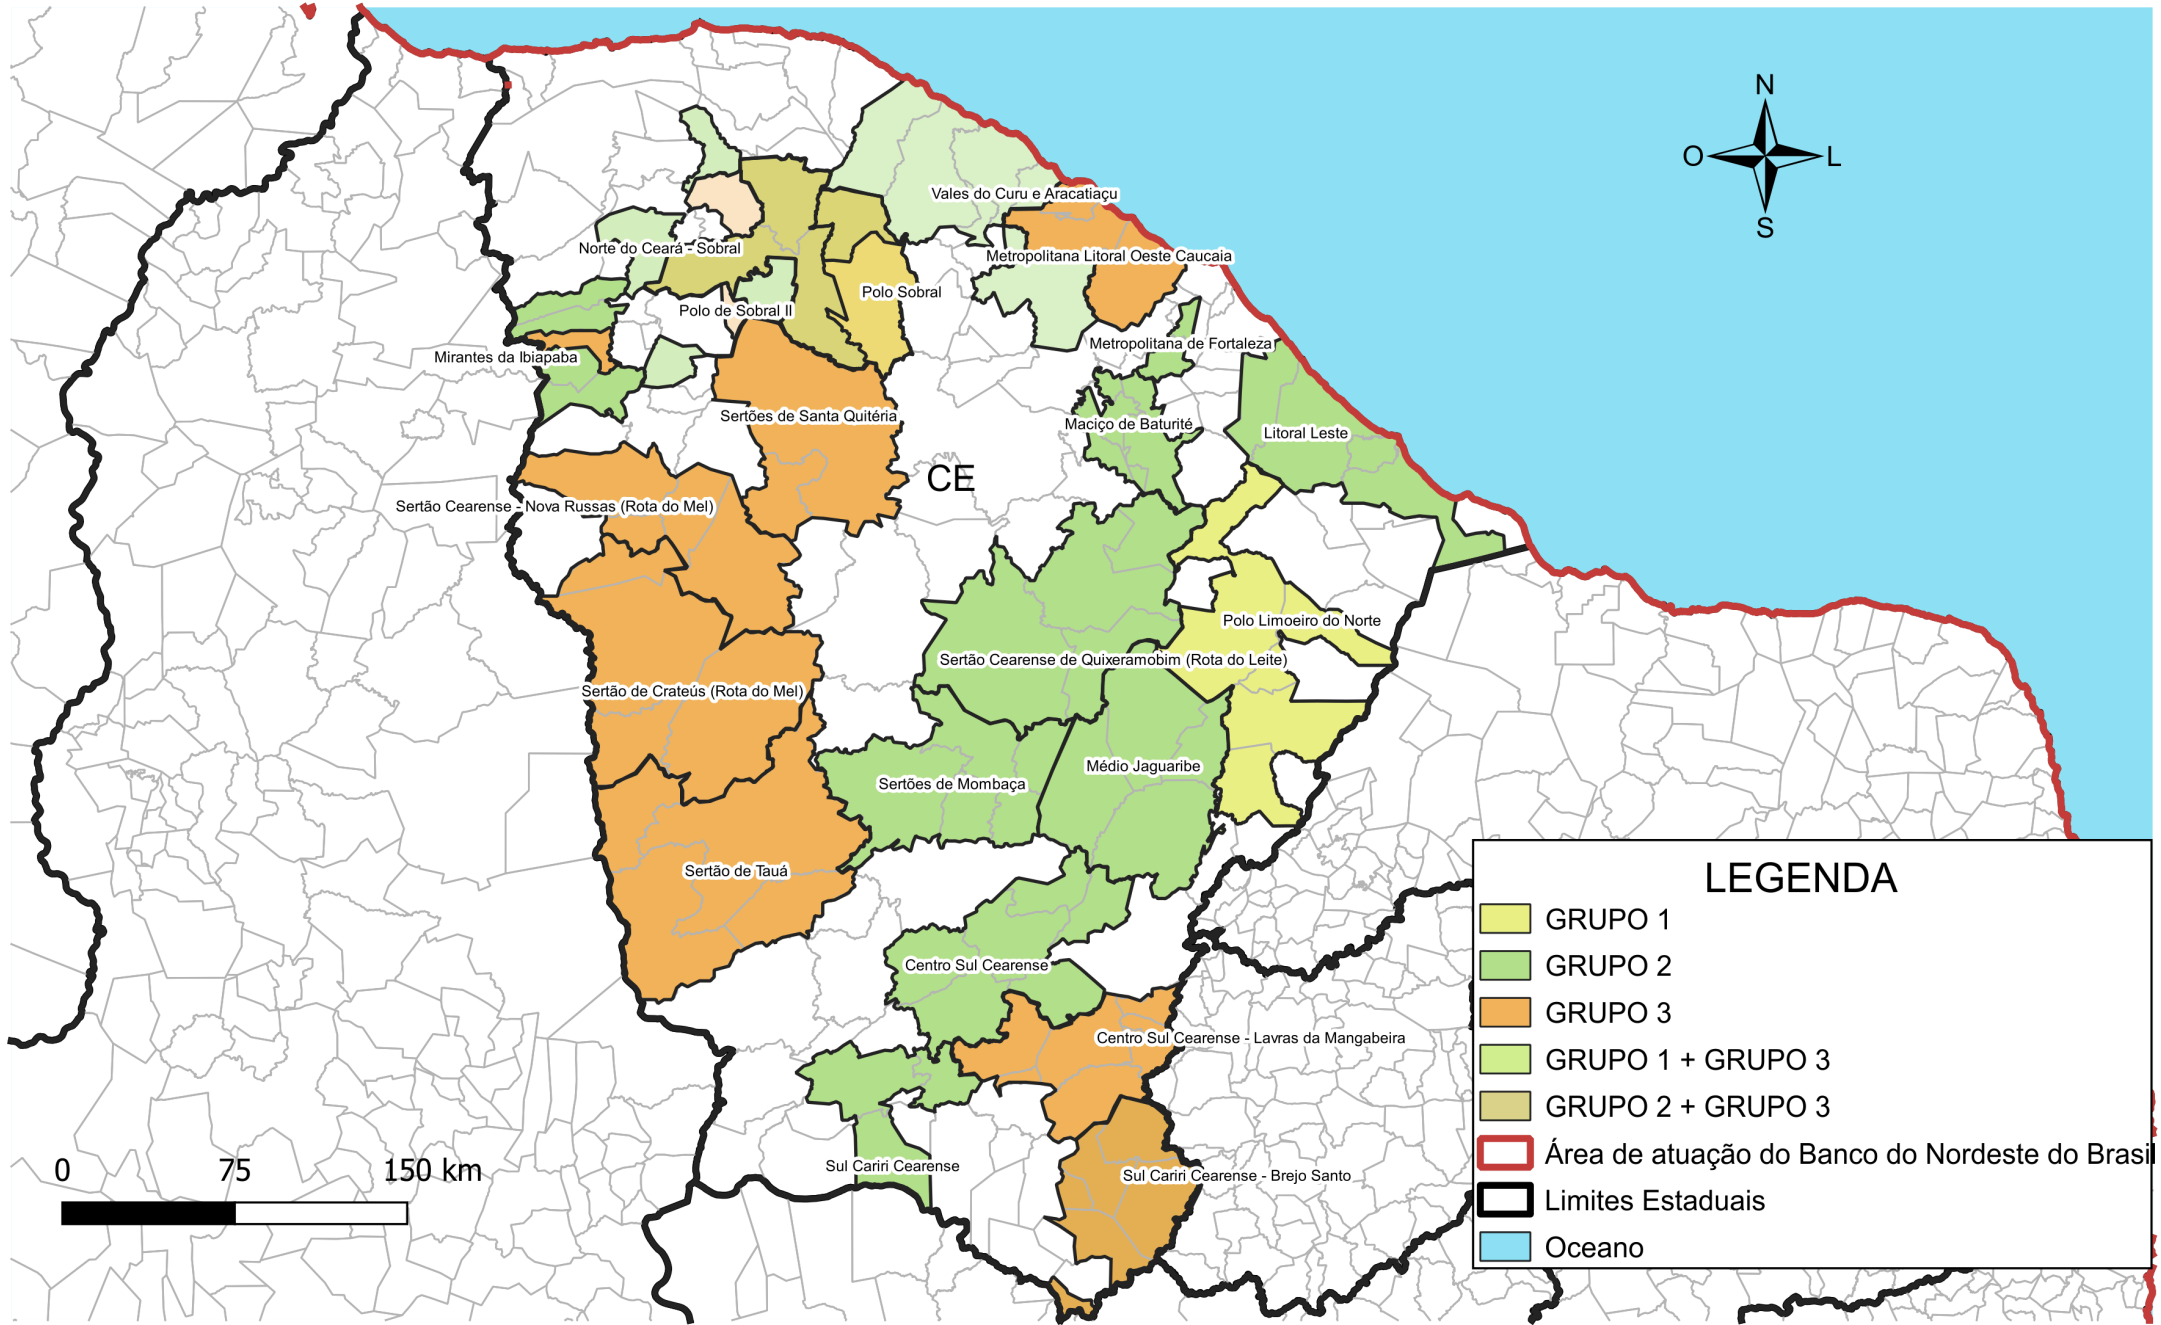 N
O
L
S
Vales do Curu e Aracatiaçu
Norte do Ceará - Sobral
Metropolitana Litoral Oeste Caucaia
Polo Sobral
Polo de Sobral II
Metropolitana de Fortaleza
Mirantes da Ibiapaba
Sertões de Santa Quitéria
Maciço de Baturité
Litoral Leste
CE
Sertão Cearense - Nova Russas (Rota do Mel)
Polo Limoeiro do Norte
Sertão Cearense de Quixeramobim (Rota do Leite)
Sertão de Crateús (Rota do Mel)
Médio Jaguaribe
Sertões de Mombaça
Sertão de Tauá
Centro Sul Cearense
Centro Sul Cearense - Lavras da Mangabeira
Sul Cariri Cearense
Sul Cariri Cearense - Brejo Santo
0 75 150 km
LEGENDA
GRUPO 1
GRUPO 2
GRUPO 3
GRUPO 1 + GRUPO 3
GRUPO 2 + GRUPO 3
Área de atuação do Banco do Nordeste do Brasil
Limites Estaduais
Oceano